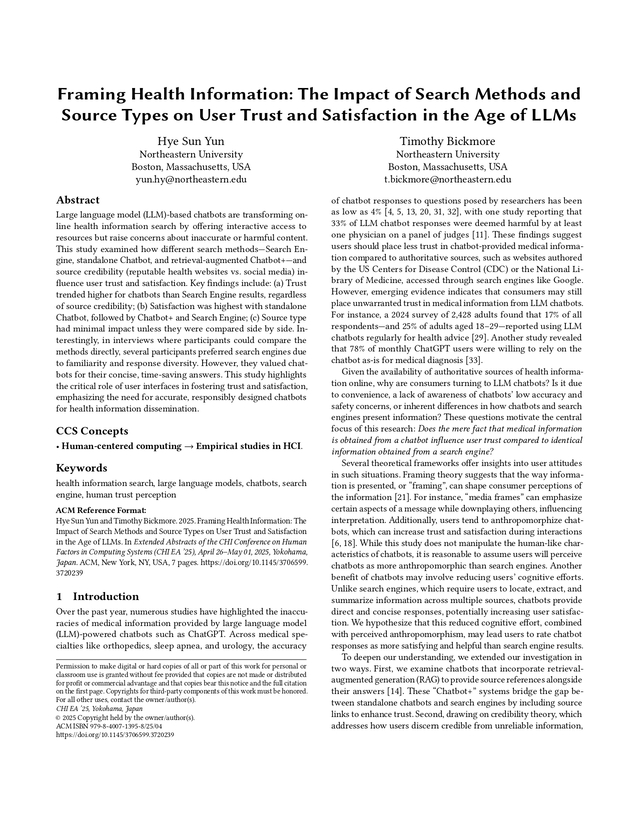 Framing Health Information: The Impact of Search Methods and
Source Types on User Trust and Satisfaction in the Age of LLMs
Hye Sun Yun
Northeastern University
Boston, Massachusetts, USA
yun.hy@northeastern.edu
Timothy Bickmore
Northeastern University
Boston, Massachusetts, USA
t.bickmore@northeastern.edu
Abstract
Large language model (LLM)-based chatbots are transforming on-
line health information search by offering interactive access to
resources but raise concerns about inaccurate or harmful content.
This study examined how different search methods—Search En-
gine, standalone Chatbot, and retrieval-augmented Chatbot+—and
source credibility (reputable health websites vs. social media) in-
fluence user trust and satisfaction. Key findings include: (a) Trust
trended higher for chatbots than Search Engine results, regardless
of source credibility; (b) Satisfaction was highest with standalone
Chatbot, followed by Chatbot+ and Search Engine; (c) Source type
had minimal impact unless they were compared side by side. In-
terestingly, in interviews where participants could compare the
methods directly, several participants preferred search engines due
to familiarity and response diversity. However, they valued chat-
bots for their concise, time-saving answers. This study highlights
the critical role of user interfaces in fostering trust and satisfaction,
emphasizing the need for accurate, responsibly designed chatbots
for health information dissemination.
CCS Concepts
• Human-centered computing → Empirical studies in HCI.
Keywords
health information search, large language models, chatbots, search
engine, human trust perception
ACM Reference Format:
Hye Sun Yun and Timothy Bickmore. 2025. Framing Health Information: The
Impact of Search Methods and Source Types on User Trust and Satisfaction
in the Age of LLMs. In Extended Abstracts of the CHI Conference on Human
Factors in Computing Systems (CHI EA '25), April 26–May 01, 2025, Yokohama,
Japan. ACM, New York, NY, USA, 7 pages. https://doi.org/10.1145/3706599.
3720239
1 Introduction
Over the past year, numerous studies have highlighted the inaccu-
racies of medical information provided by large language model
(LLM)-powered chatbots such as ChatGPT. Across medical spe-
cialties like orthopedics, sleep apnea, and urology, the accuracy
Permission to make digital or hard copies of all or part of this work for personal or
classroom use is granted without fee provided that copies are not made or distributed
for profit or commercial advantage and that copies bear this notice and the full citation
on the first page. Copyrights for third-party components of this work must be honored.
For all other uses, contact the owner/author(s).
CHI EA '25, Yokohama, Japan
© 2025 Copyright held by the owner/author(s).
ACM ISBN 979-8-4007-1395-8/25/04
https://doi.org/10.1145/3706599.3720239
of chatbot responses to questions posed by researchers has been
as low as 4% [4, 5, 13, 20, 31, 32], with one study reporting that
33% of LLM chatbot responses were deemed harmful by at least
one physician on a panel of judges [11]. These findings suggest
users should place less trust in chatbot-provided medical informa-
tion compared to authoritative sources, such as websites authored
by the US Centers for Disease Control (CDC) or the National Li-
brary of Medicine, accessed through search engines like Google.
However, emerging evidence indicates that consumers may still
place unwarranted trust in medical information from LLM chatbots.
For instance, a 2024 survey of 2,428 adults found that 17% of all
respondents—and 25% of adults aged 18–29—reported using LLM
chatbots regularly for health advice [29]. Another study revealed
that 78% of monthly ChatGPT users were willing to rely on the
chatbot as-is for medical diagnosis [33].
Given the availability of authoritative sources of health informa-
tion online, why are consumers turning to LLM chatbots? Is it due
to convenience, a lack of awareness of chatbots' low accuracy and
safety concerns, or inherent differences in how chatbots and search
engines present information? These questions motivate the central
focus of this research: Does the mere fact that medical information
is obtained from a chatbot influence user trust compared to identical
information obtained from a search engine?
Several theoretical frameworks offer insights into user attitudes
in such situations. Framing theory suggests that the way informa-
tion is presented, or "framing", can shape consumer perceptions of
the information [21]. For instance, "media frames" can emphasize
certain aspects of a message while downplaying others, influencing
interpretation. Additionally, users tend to anthropomorphize chat-
bots, which can increase trust and satisfaction during interactions
[6, 18]. While this study does not manipulate the human-like char-
acteristics of chatbots, it is reasonable to assume users will perceive
chatbots as more anthropomorphic than search engines. Another
benefit of chatbots may involve reducing users' cognitive efforts.
Unlike search engines, which require users to locate, extract, and
summarize information across multiple sources, chatbots provide
direct and concise responses, potentially increasing user satisfac-
tion. We hypothesize that this reduced cognitive effort, combined
with perceived anthropomorphism, may lead users to rate chatbot
responses as more satisfying and helpful than search engine results.
To deepen our understanding, we extended our investigation in
two ways. First, we examine chatbots that incorporate retrieval-
augmented generation (RAG) to provide source references alongside
their answers [14]. These "Chatbot+" systems bridge the gap be-
tween standalone chatbots and search engines by including source
links to enhance trust. Second, drawing on credibility theory, which
addresses how users discern credible from unreliable information,